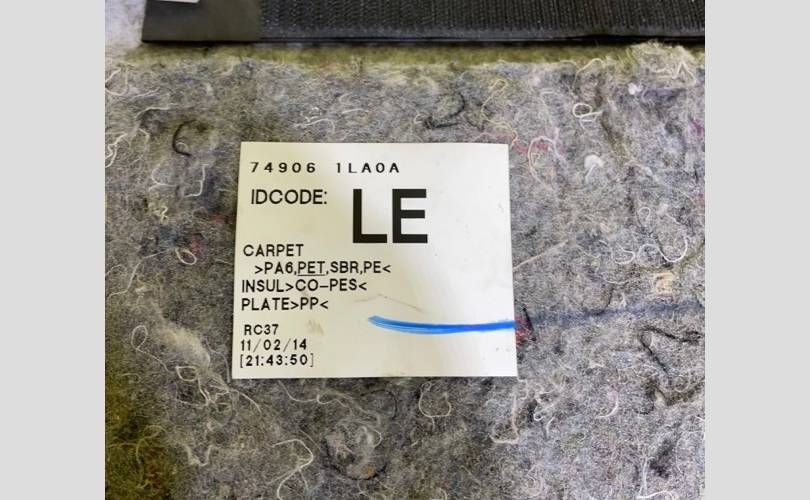 74906 1LA0A
IDCODE: LE
CARPET
>PA6,PET,SBR,PE<
INSUL>CO-PES<
PLATE>PP<
RC37
11/02/14
[21:43:50]